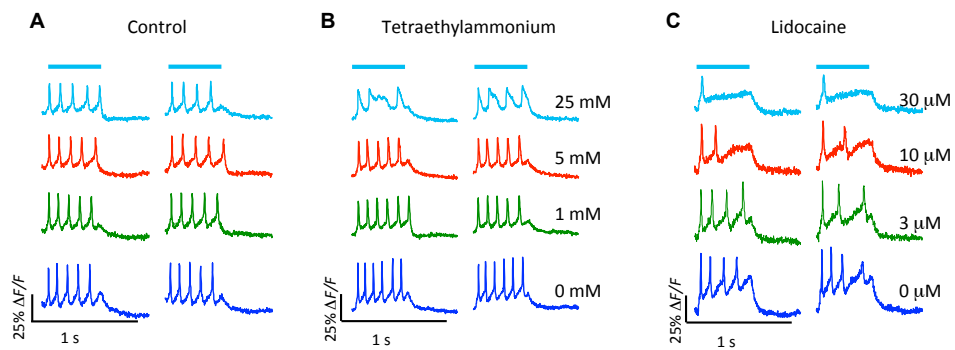 A
Control
25% ΔF/F
1 s
B
Tetraethylammonium
25 mM
5 mM
1 mM
0 mM
25% ΔF/F
1 s
C
Lidocaine
30 μM
10 μM
3 μM
0 μM
25% ΔF/F
1 s